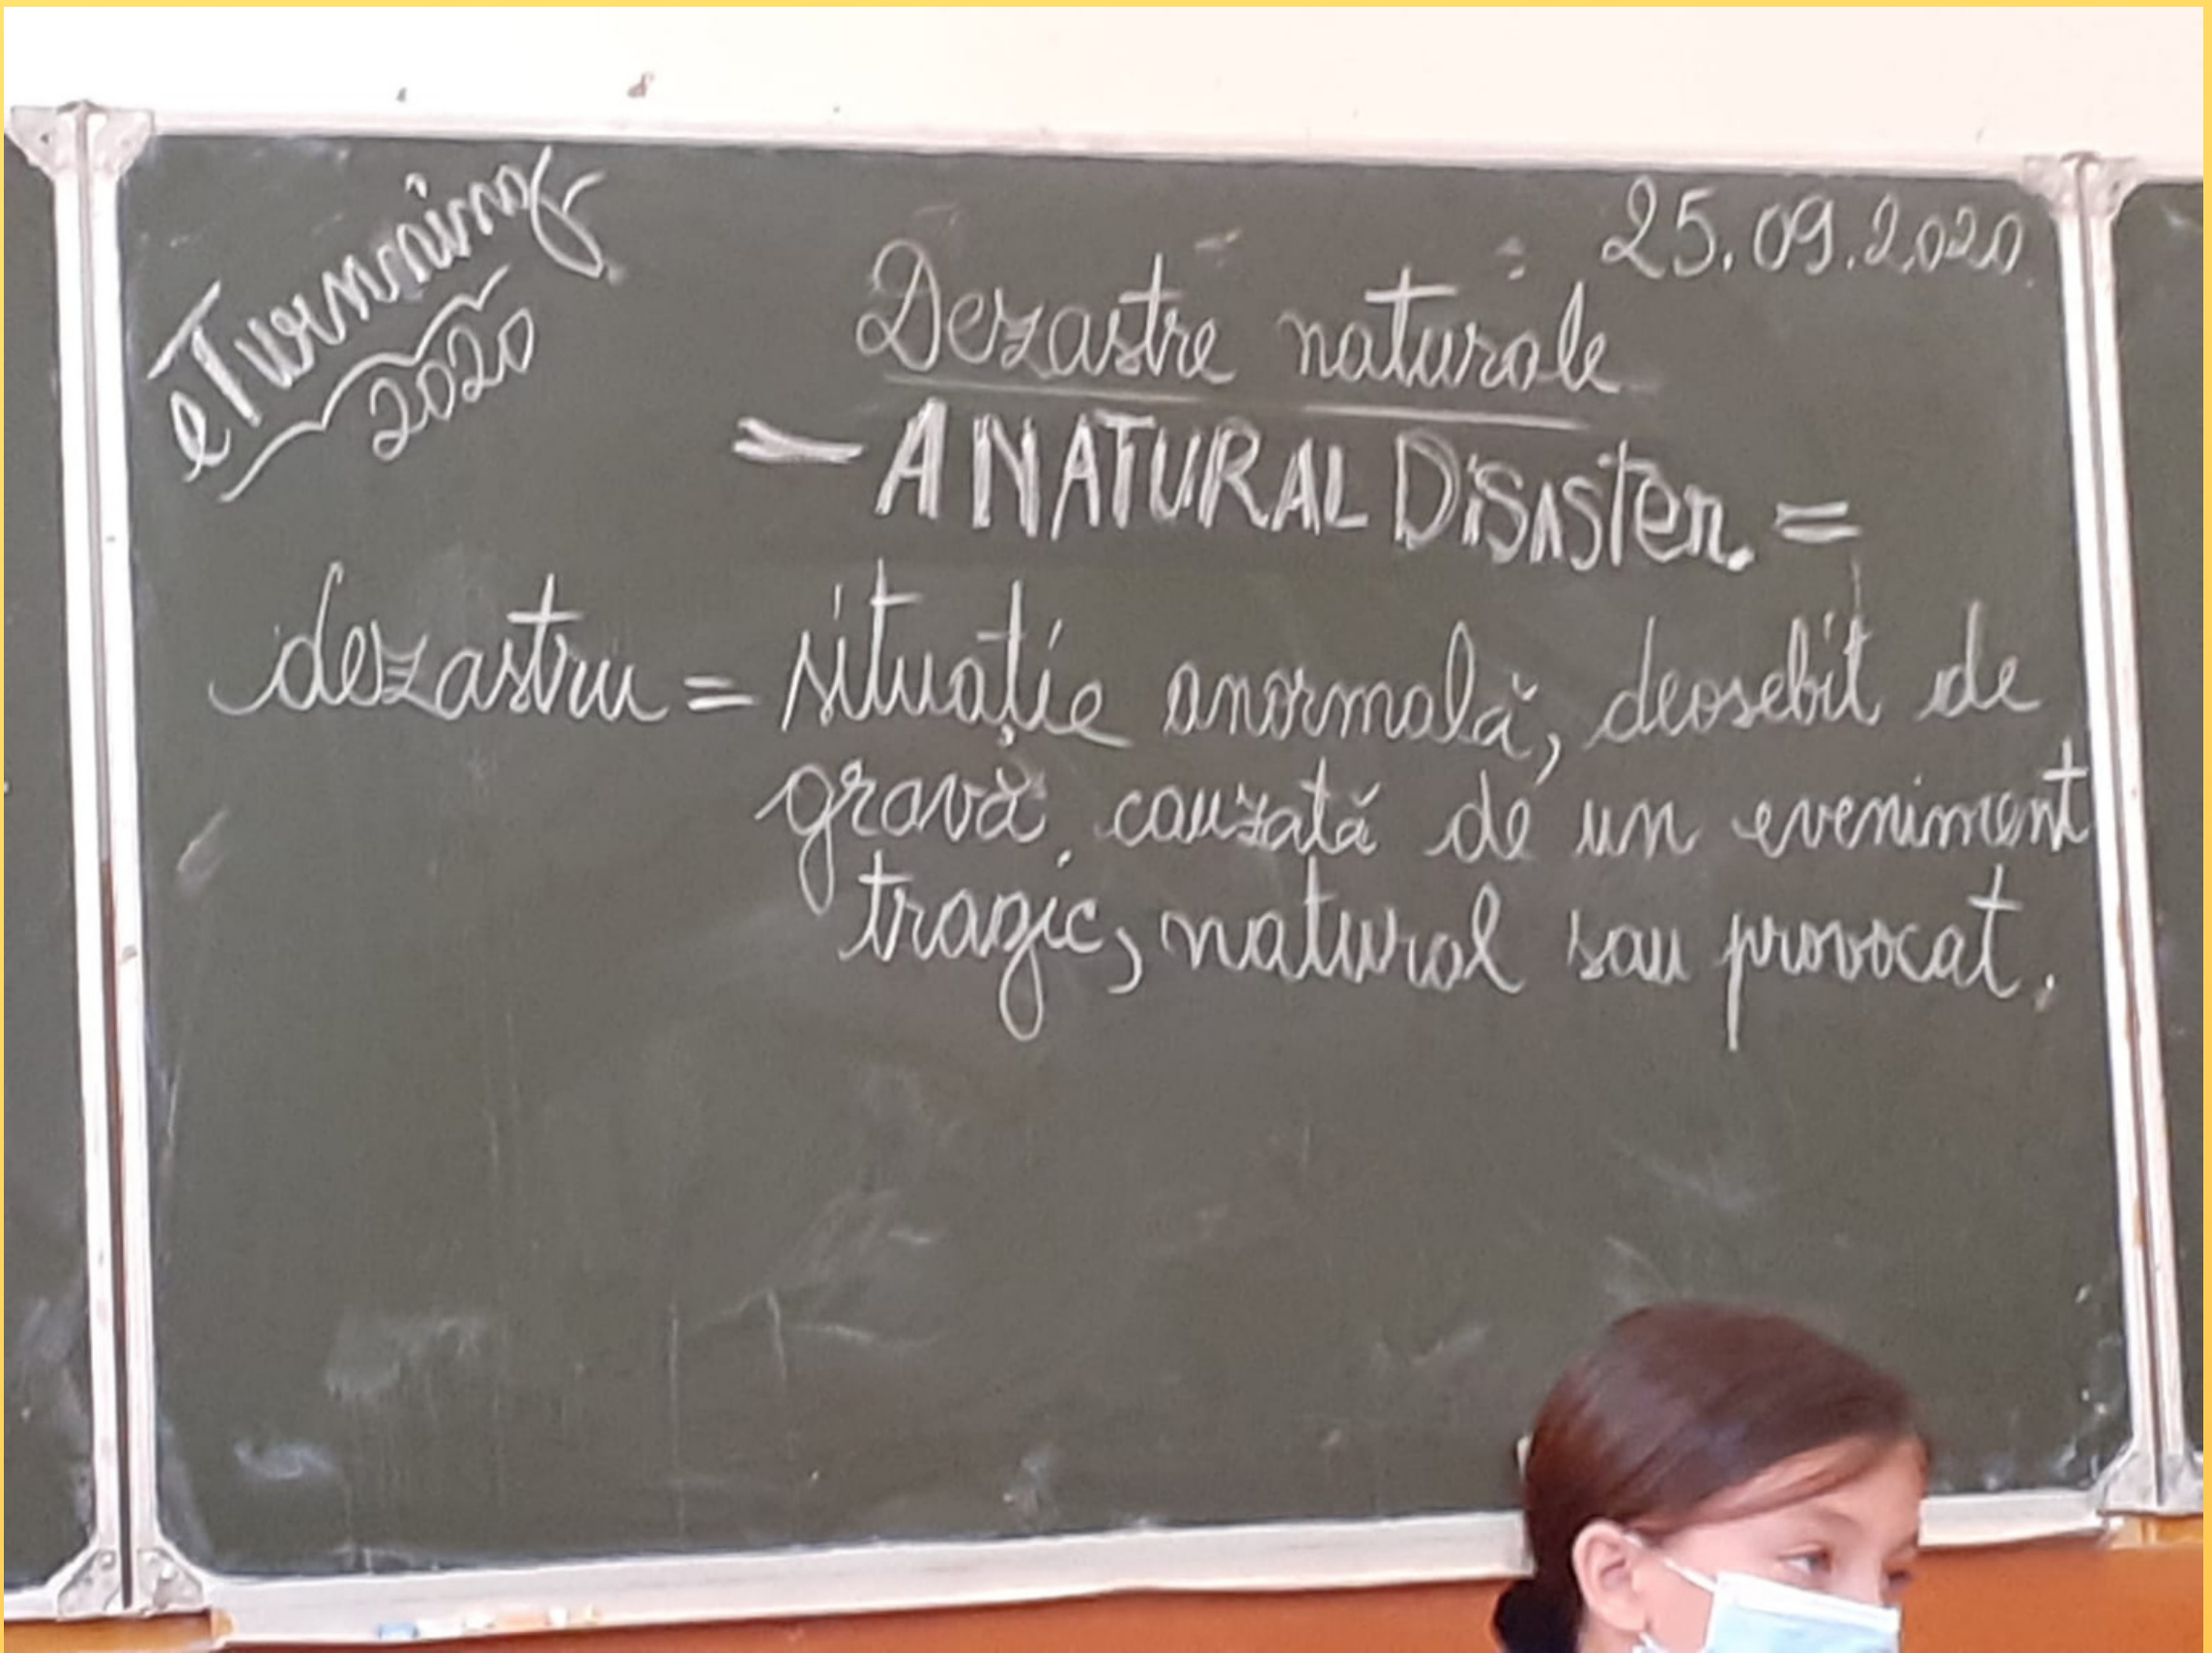 eTwinning
2020
25.09.2020
Dezastre naturale
= A NATURAL DiSASTER. =
dezastru = situație anormală, deosebit de
gravă cauzată de un eveniment
tragic, natural sau provocat.